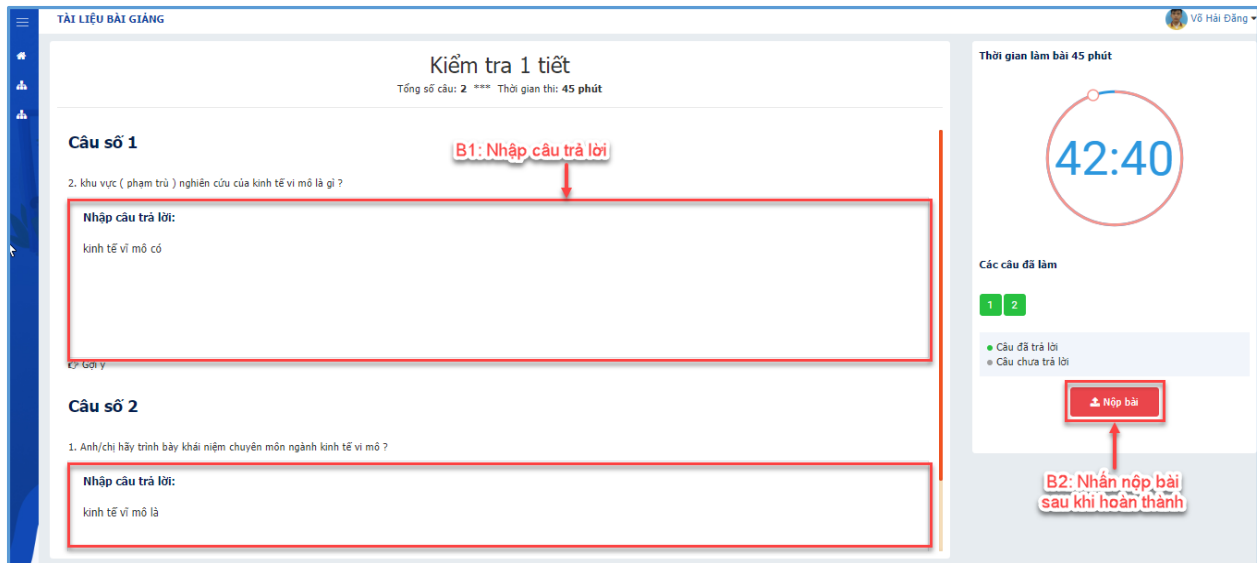 TÀI LIỆU BÀI GIẢNG
Võ Hải Đăng
Kiểm tra 1 tiết
Tổng số câu: 2 *** Thời gian thi: 45 phút
Câu số 1
B1: Nhập câu trả lời
2. khu vực ( phạm trù ) nghiên cứu của kinh tế vi mô là gì ?
Nhập câu trả lời:
kinh tế vĩ mô có
Gợi ý
Câu số 2
1. Anh/chị hãy trình bày khái niệm chuyên môn ngành kinh tế vi mô ?
Nhập câu trả lời:
kinh tế vĩ mô là
Thời gian làm bài 45 phút
42:40
Các câu đã làm
1 2
Câu đã trả lời
Câu chưa trả lời
Nộp bài
B2: Nhấn nộp bài
sau khi hoàn thành